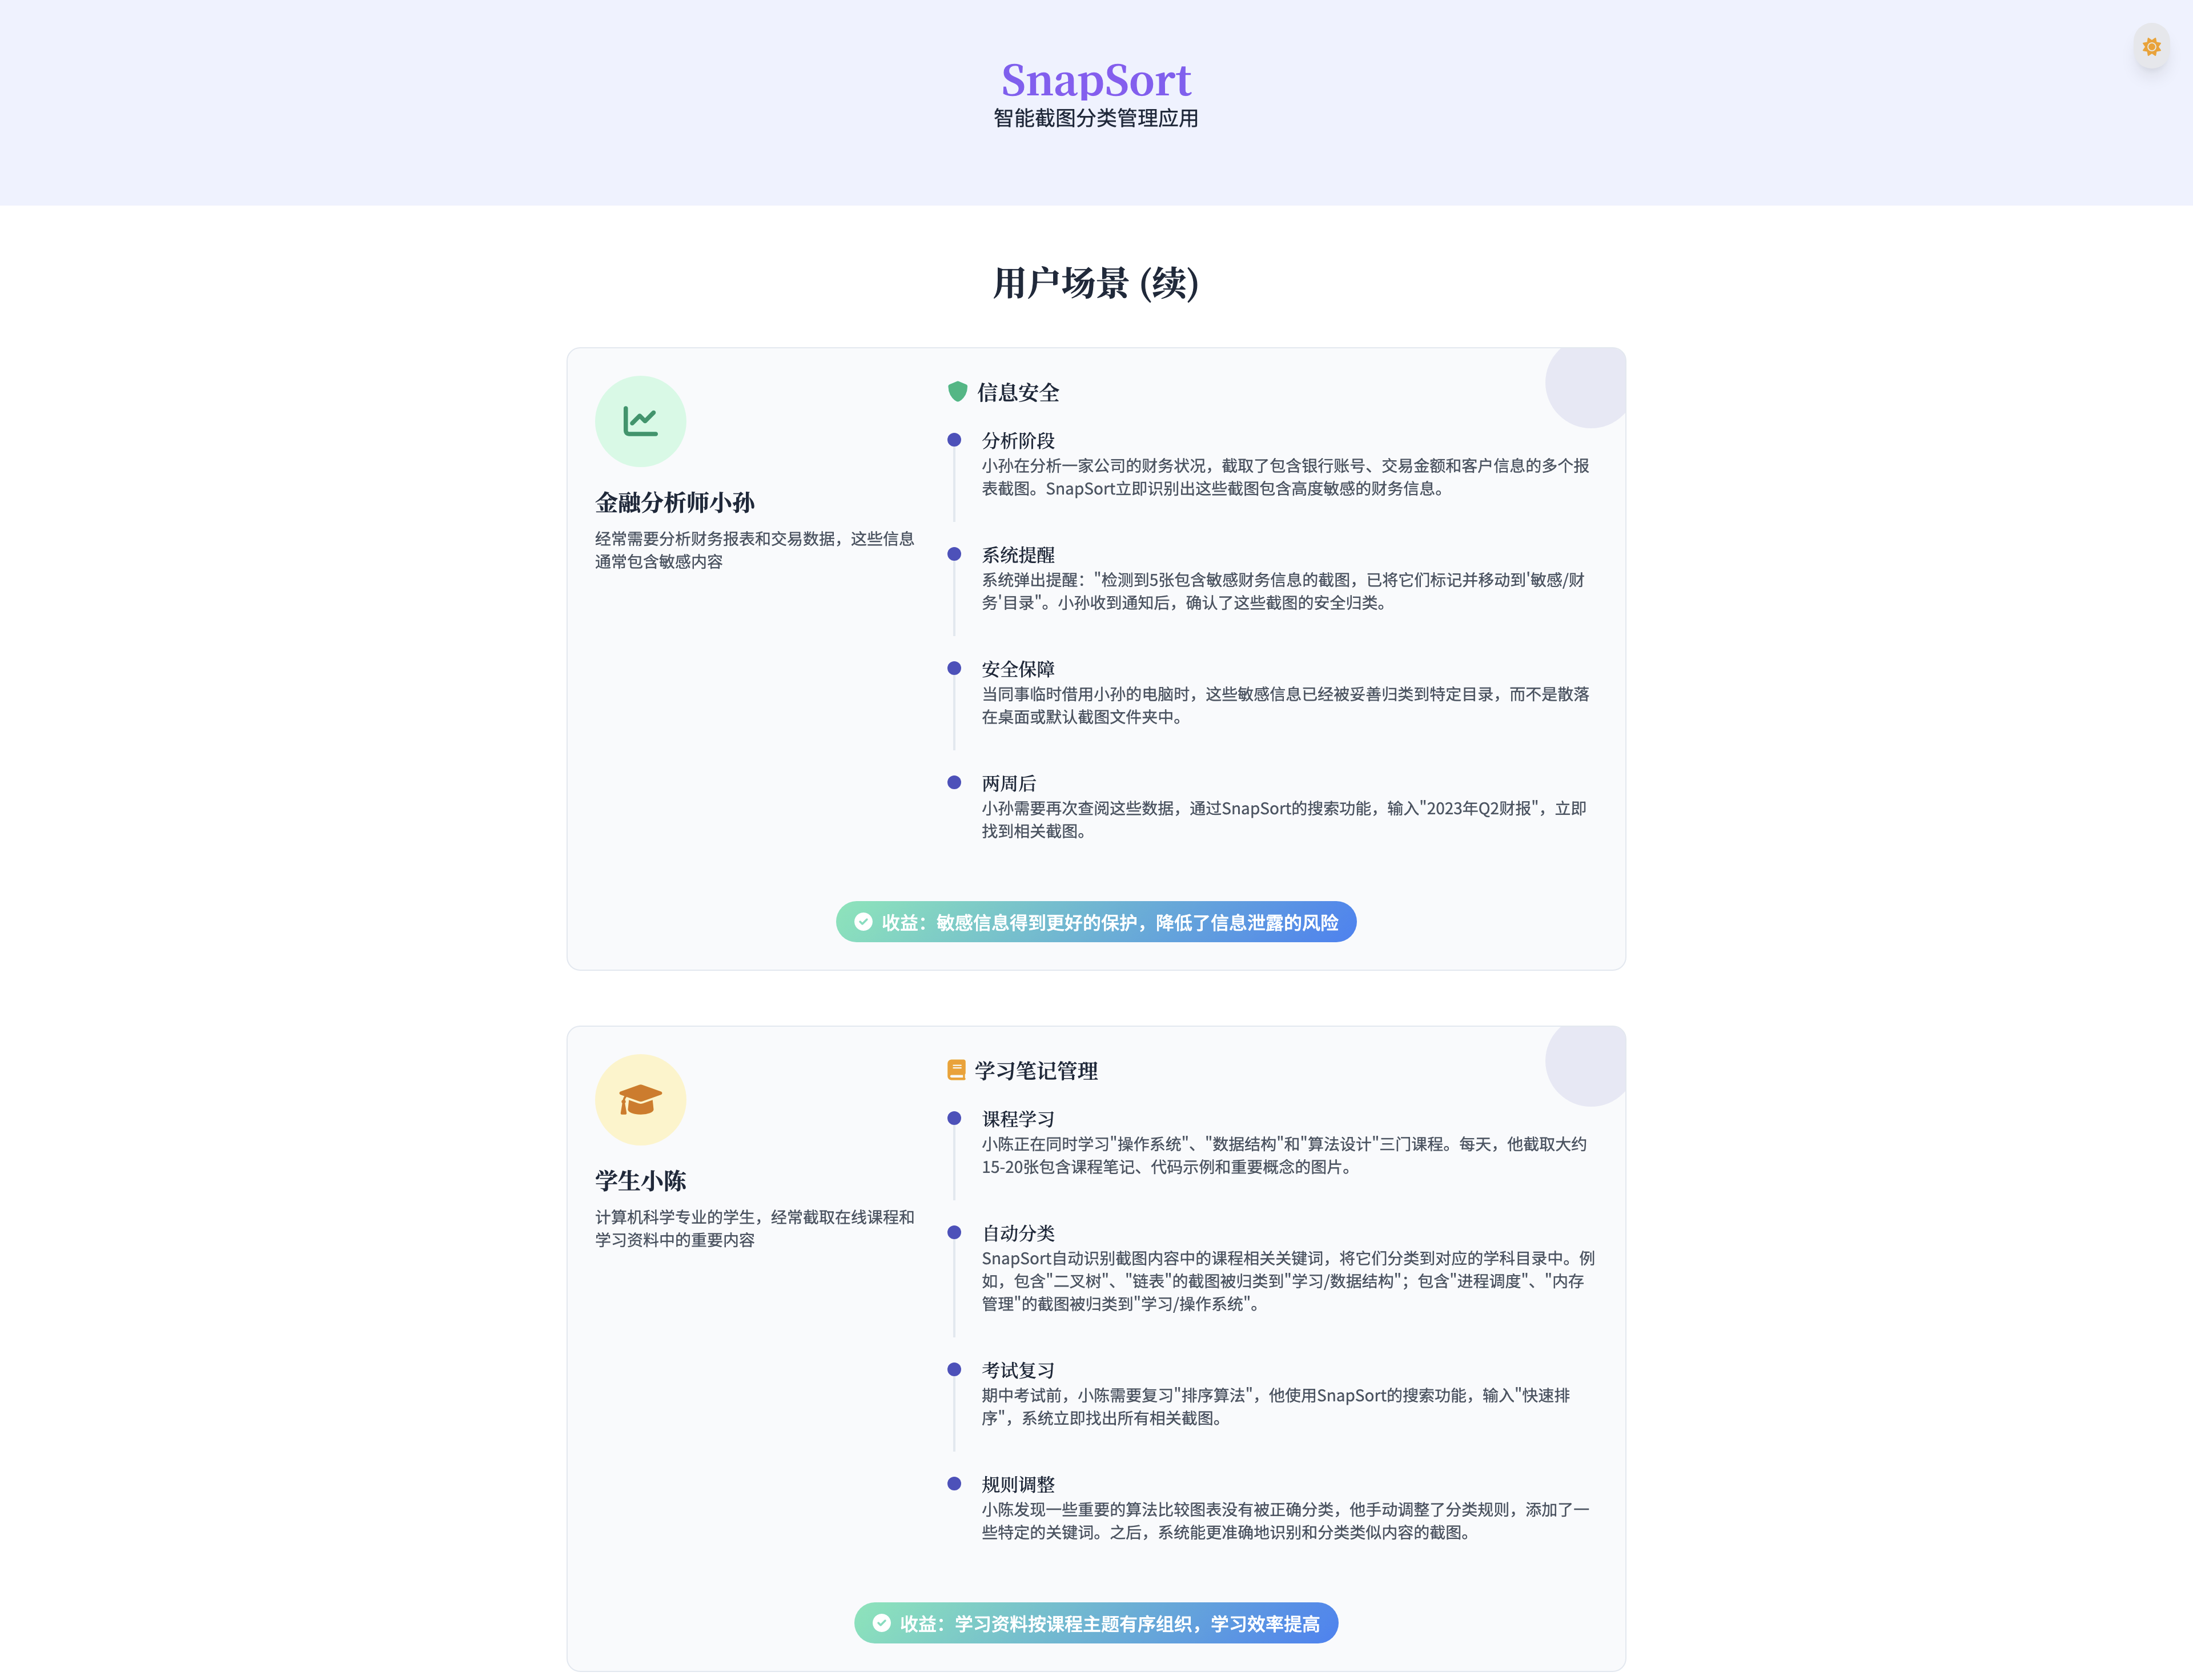 SnapSort
智能截图分类管理应用
用户场景 (续)
金融分析师小孙
经常需要分析财务报表和交易数据，这些信息
通常包含敏感内容
信息安全
分析阶段
小孙在分析一家公司的财务状况，截取了包含银行账号、交易金额和客户信息的多个报
表截图。SnapSort立即识别出这些截图包含高度敏感的财务信息。
系统提醒
系统弹出提醒："检测到5张包含敏感财务信息的截图，已将它们标记并移动到'敏感/财
务'目录"。小孙收到通知后，确认了这些截图的安全归类。
安全保障
当同事临时借用小孙的电脑时，这些敏感信息已经被妥善归类到特定目录，而不是散落
在桌面或默认截图文件夹中。
两周后
小孙需要再次查阅这些数据，通过SnapSort的搜索功能，输入"2023年Q2财报"，立即
找到相关截图。
收益：敏感信息得到更好的保护，降低了信息泄露的风险
学生小陈
计算机科学专业的学生，经常截取在线课程和
学习资料中的重要内容
学习笔记管理
课程学习
小陈正在同时学习"操作系统"、"数据结构"和"算法设计"三门课程。每天，他截取大约
15-20张包含课程笔记、代码示例和重要概念的图片。
自动分类
SnapSort自动识别截图内容中的课程相关关键词，将它们分类到对应的学科目录中。例
如，包含"二叉树"、"链表"的截图被归类到"学习/数据结构"；包含"进程调度"、"内存
管理"的截图被归类到"学习/操作系统"。
考试复习
期中考试前，小陈需要复习"排序算法"，他使用SnapSort的搜索功能，输入"快速排
序"，系统立即找出所有相关截图。
规则调整
小陈发现一些重要的算法比较图表没有被正确分类，他手动调整了分类规则，添加了一
些特定的关键词。之后，系统能更准确地识别和分类类似内容的截图。
收益：学习资料按课程主题有序组织，学习效率提高